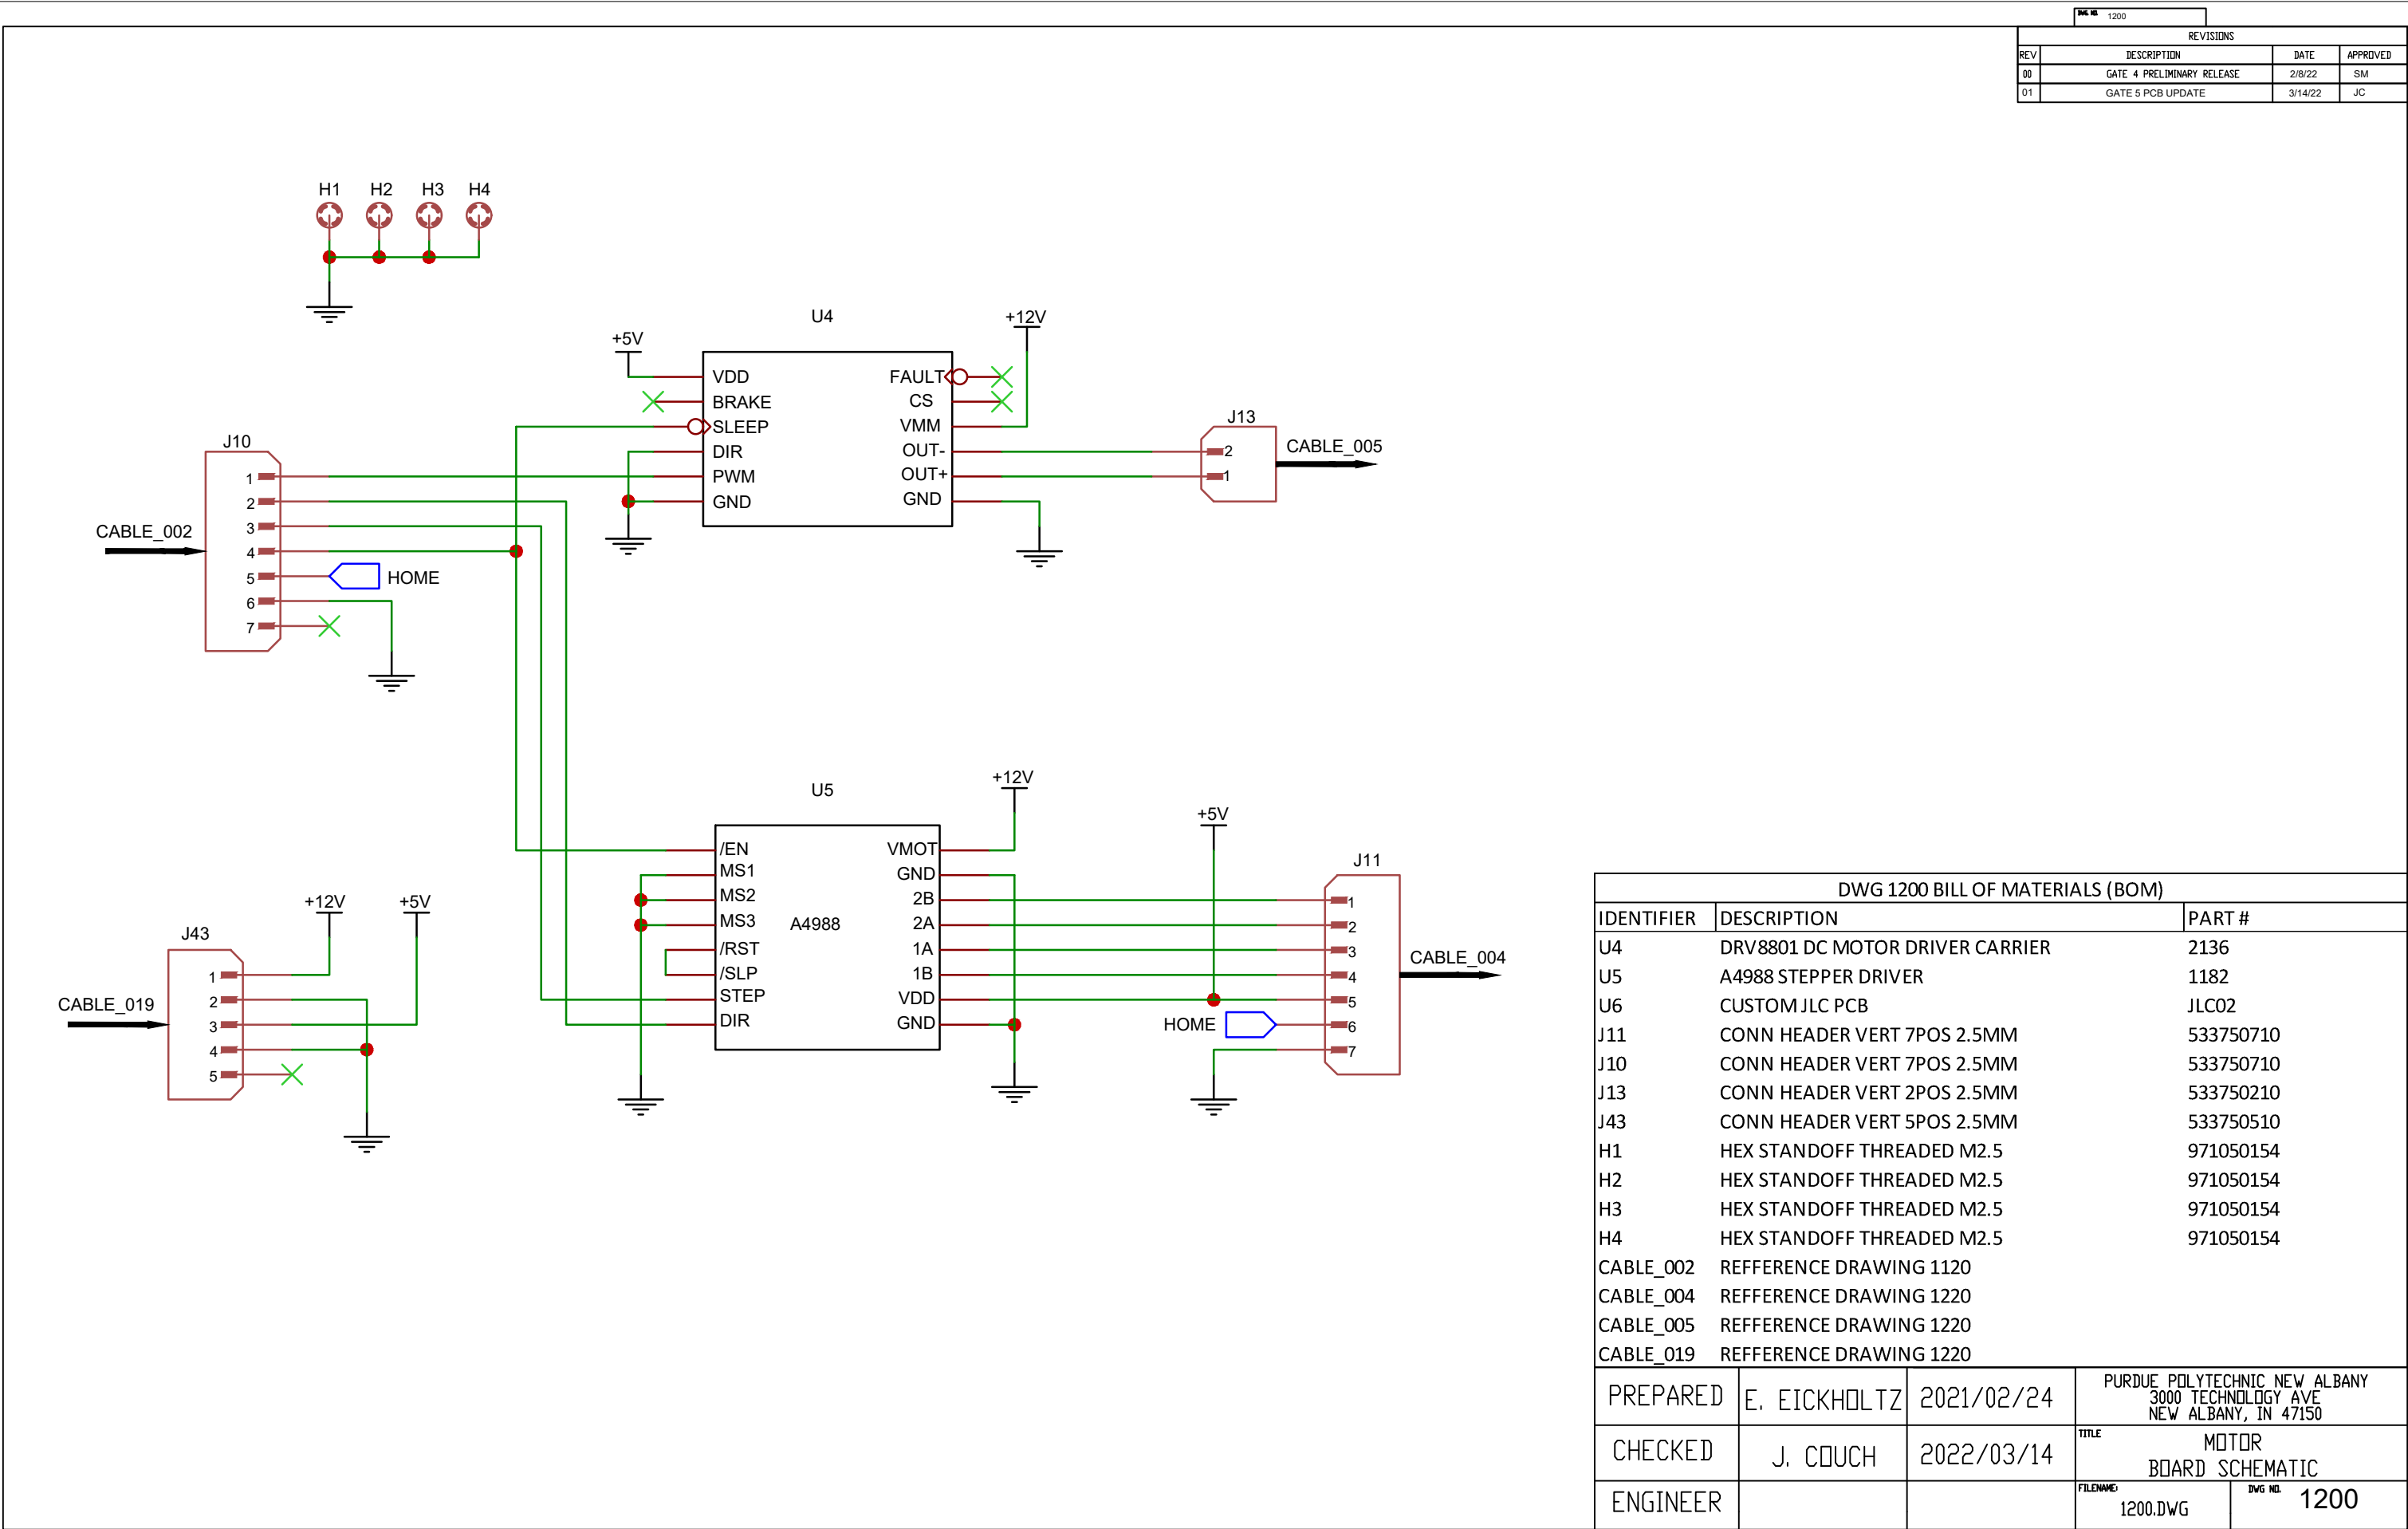 DWG NO. 1200
REVISIONS
REV DESCRIPTION DATE APPROVED
00 GATE 4 PRELIMINARY RELEASE 2/8/22 SM
01 GATE 5 PCB UPDATE 3/14/22 JC
H1 H2 H3 H4
U4
+5V
+12V
VDD
BRAKE
SLEEP
DIR
PWM
GND
FAULT
CS
VMM
OUT-
OUT+
GND
J13
2
1
CABLE_005
J10
1
2
3
4
5
6
7
CABLE_002
HOME
U5
A4988
+12V
/EN
MS1
MS2
MS3
/RST
/SLP
STEP
DIR
VMOT
GND
2B
2A
1A
1B
VDD
GND
+5V
J11
1
2
3
4
5
6
7
HOME
CABLE_004
J43
+12V
+5V
1
2
3
4
5
CABLE_019
DWG 1200 BILL OF MATERIALS (BOM)
IDENTIFIER DESCRIPTION PART #
U4 DRV8801 DC MOTOR DRIVER CARRIER 2136
U5 A4988 STEPPER DRIVER 1182
U6 CUSTOM JLC PCB JLC02
J11 CONN HEADER VERT 7POS 2.5MM 533750710
J10 CONN HEADER VERT 7POS 2.5MM 533750710
J13 CONN HEADER VERT 2POS 2.5MM 533750210
J43 CONN HEADER VERT 5POS 2.5MM 533750510
H1 HEX STANDOFF THREADED M2.5 971050154
H2 HEX STANDOFF THREADED M2.5 971050154
H3 HEX STANDOFF THREADED M2.5 971050154
H4 HEX STANDOFF THREADED M2.5 971050154
CABLE_002 REFFERENCE DRAWING 1120
CABLE_004 REFFERENCE DRAWING 1220
CABLE_005 REFFERENCE DRAWING 1220
CABLE_019 REFFERENCE DRAWING 1220
PREPARED E. EICKHOLTZ 2021/02/24
PURDUE POLYTECHNIC NEW ALBANY
3000 TECHNOLOGY AVE
NEW ALBANY, IN 47150
CHECKED J. COUCH 2022/03/14
TITLE
MOTOR
BOARD SCHEMATIC
ENGINEER
FILENAME:
1200.DWG
DWG NO. 1200